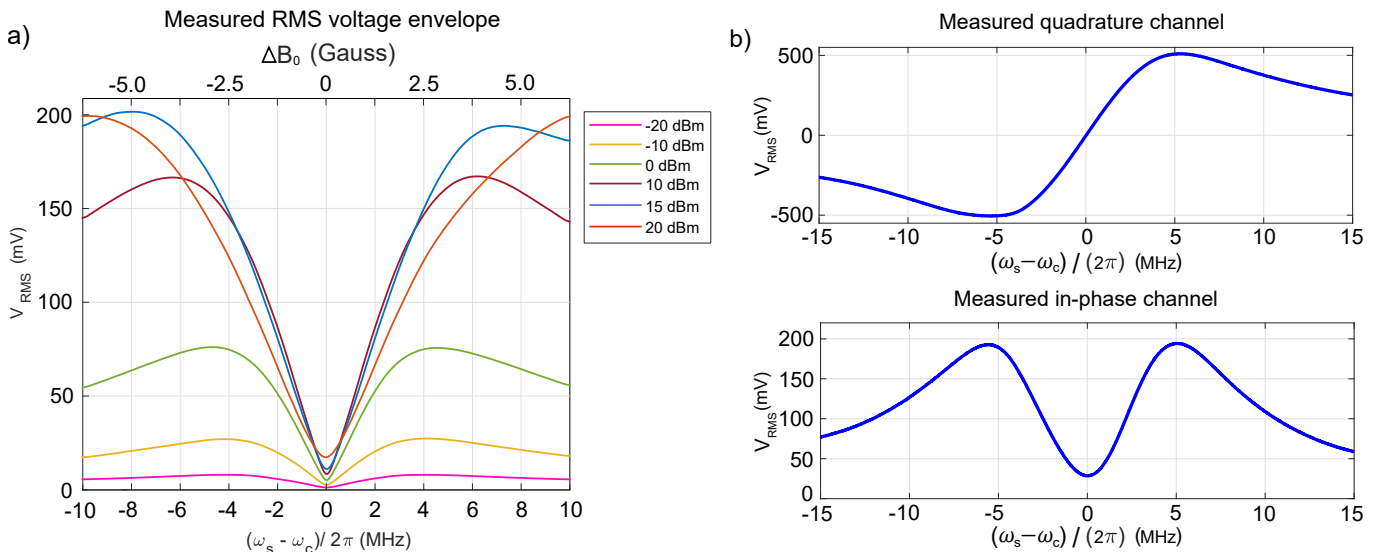 Measured RMS voltage envelope
a)
ΔB₀ (Gauss)
-5.0 -2.5 0 2.5 5.0
200
150
100
50
0
V RMS (mV)
-10 -8 -6 -4 -2 0 2 4 6 8 10
(ω_s - ω_c)/ 2π (MHz)
-20 dBm
-10 dBm
0 dBm
10 dBm
15 dBm
20 dBm
b)
Measured quadrature channel
500
0
-500
V_RMS (mV)
-15 -10 -5 0 5 10 15
(ω_s−ω_c) / (2π) (MHz)
Measured in-phase channel
200
150
100
50
0
V_RMS (mV)
-15 -10 -5 0 5 10 15
(ω_s−ω_c) / (2π) (MHz)